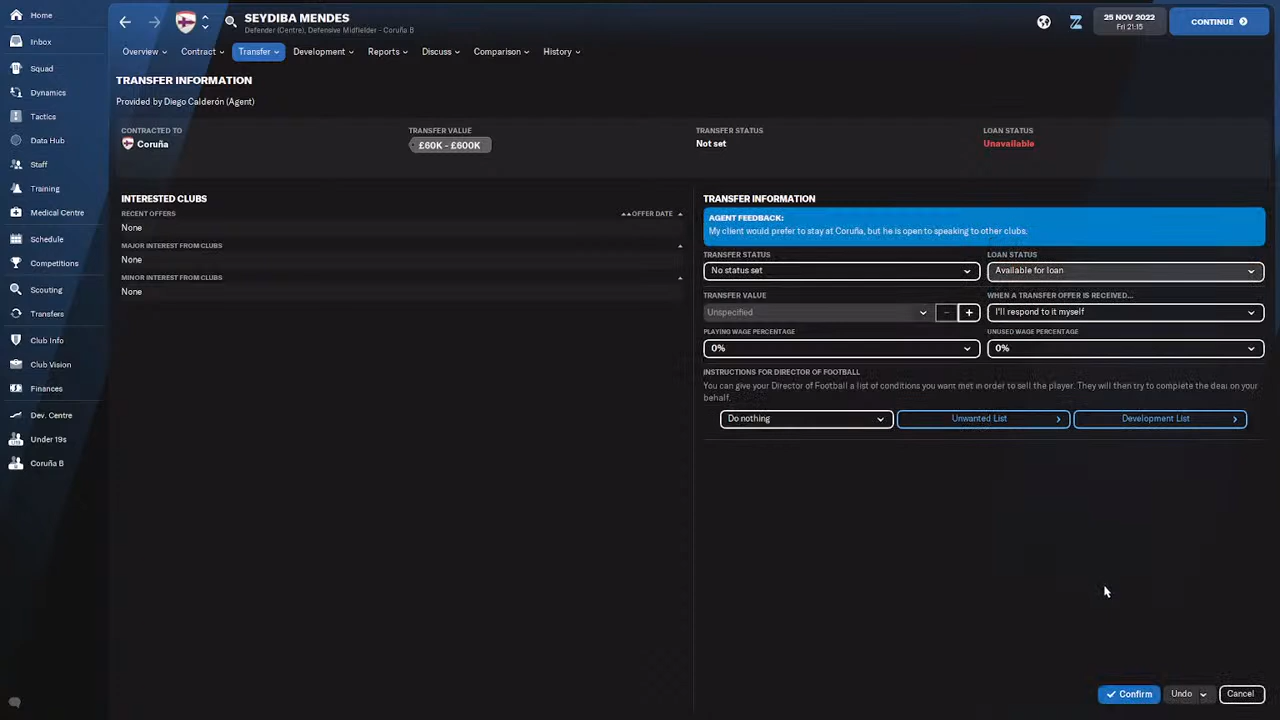 Home
Inbox
Squad
Dynamics
Tactics
Data Hub
Staff
Training
Medical Centre
Schedule
Competitions
Scouting
Transfers
Club Info
Club Vision
Finances
Dev. Centre
Under 19s
Coruña B
SEYDIBA MENDES
Defender (Centre), Defensive Midfielder - Coruña B
25 NOV 2022
Fri 21:15
CONTINUE
Overview
Contract
Transfer
Development
Reports
Discuss
Comparison
History
TRANSFER INFORMATION
Provided by Diego Calderón (Agent)
CONTRACTED TO
Coruña
TRANSFER VALUE
£60K - £600K
TRANSFER STATUS
Not set
LOAN STATUS
Unavailable
INTERESTED CLUBS
RECENT OFFERS
OFFER DATE
None
MAJOR INTEREST FROM CLUBS
None
MINOR INTEREST FROM CLUBS
None
TRANSFER INFORMATION
AGENT FEEDBACK:
My client would prefer to stay at Coruña, but he is open to speaking to other clubs.
TRANSFER STATUS
No status set
LOAN STATUS
Available for loan
TRANSFER VALUE
Unspecified
WHEN A TRANSFER OFFER IS RECEIVED...
I'll respond to it myself
PLAYING WAGE PERCENTAGE
0%
UNUSED WAGE PERCENTAGE
0%
INSTRUCTIONS FOR DIRECTOR OF FOOTBALL
You can give your Director of Football a list of conditions you want met in order to sell the player. They will then try to complete the deal on your
behalf.
Do nothing
Unwanted List
Development List
Confirm
Undo
Cancel